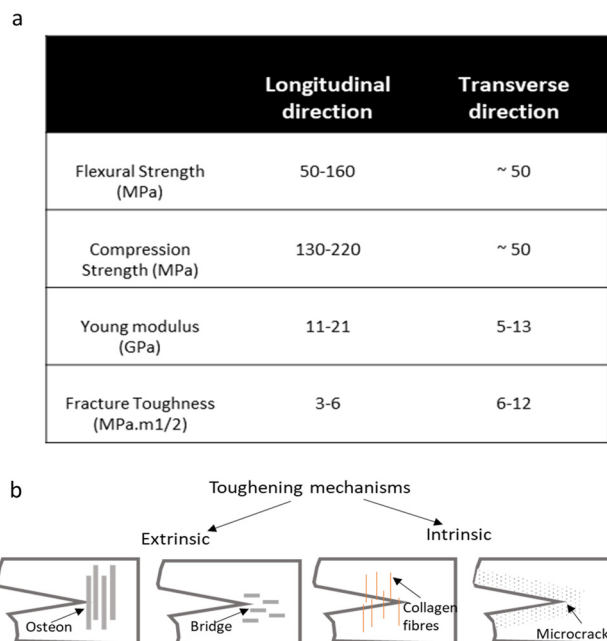 a
Longitudinal direction Transverse direction
Flexural Strength (MPa) 50-160 ~ 50
Compression Strength (MPa) 130-220 ~ 50
Young modulus (GPa) 11-21 5-13
Fracture Toughness (MPa.m1/2) 3-6 6-12
b
Toughening mechanisms
Extrinsic Intrinsic
Osteon Bridge Collagen fibres Microcrack